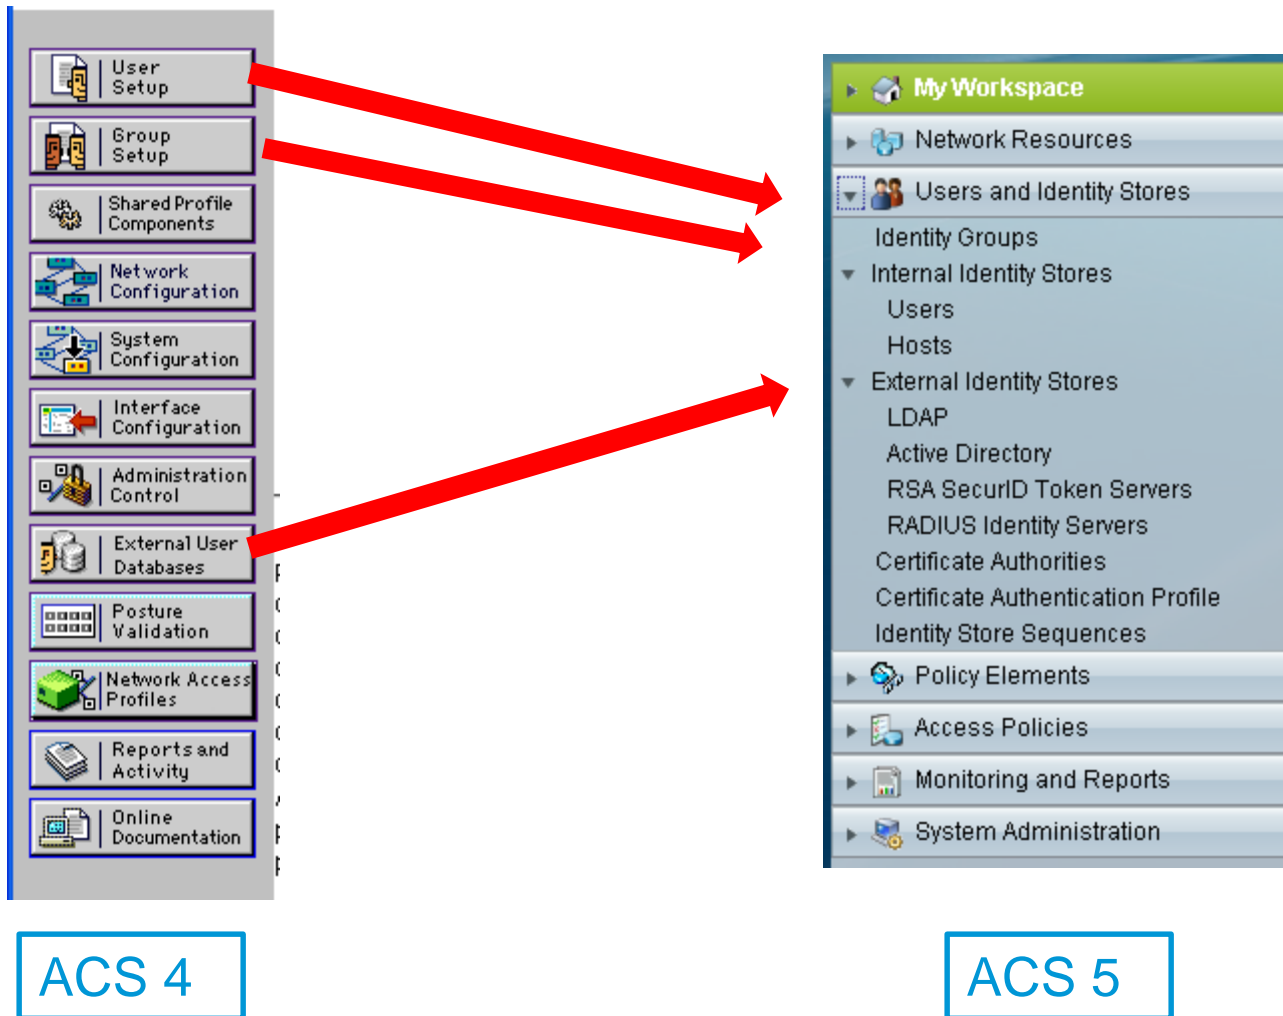 User
Setup
Group
Setup
Shared Profile
Components
Network
Configuration
System
Configuration
Interface
Configuration
Administration
Control
External User
Databases
Posture
Validation
Network Access
Profiles
Reports and
Activity
Online
Documentation
ACS 4
My Workspace
Network Resources
Users and Identity Stores
Identity Groups
Internal Identity Stores
Users
Hosts
External Identity Stores
LDAP
Active Directory
RSA SecurID Token Servers
RADIUS Identity Servers
Certificate Authorities
Certificate Authentication Profile
Identity Store Sequences
Policy Elements
Access Policies
Monitoring and Reports
System Administration
ACS 5